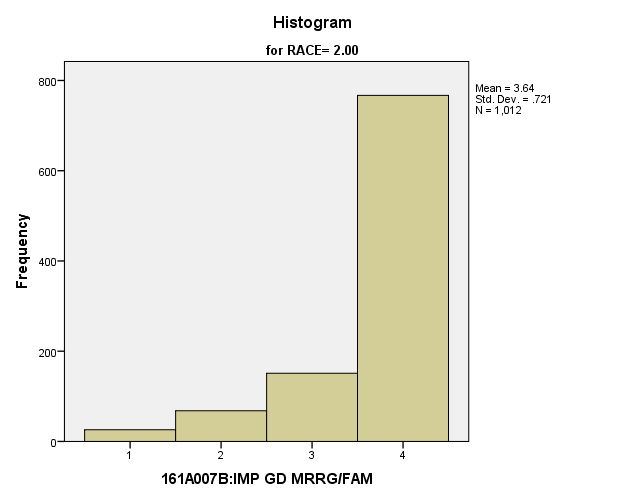 Histogram
for RACE= 2.00
Mean = 3.64
Std. Dev. = .721
N = 1,012
Frequency
800
600
400
200
0
1 2 3 4
161A007B:IMP GD MRRG/FAM